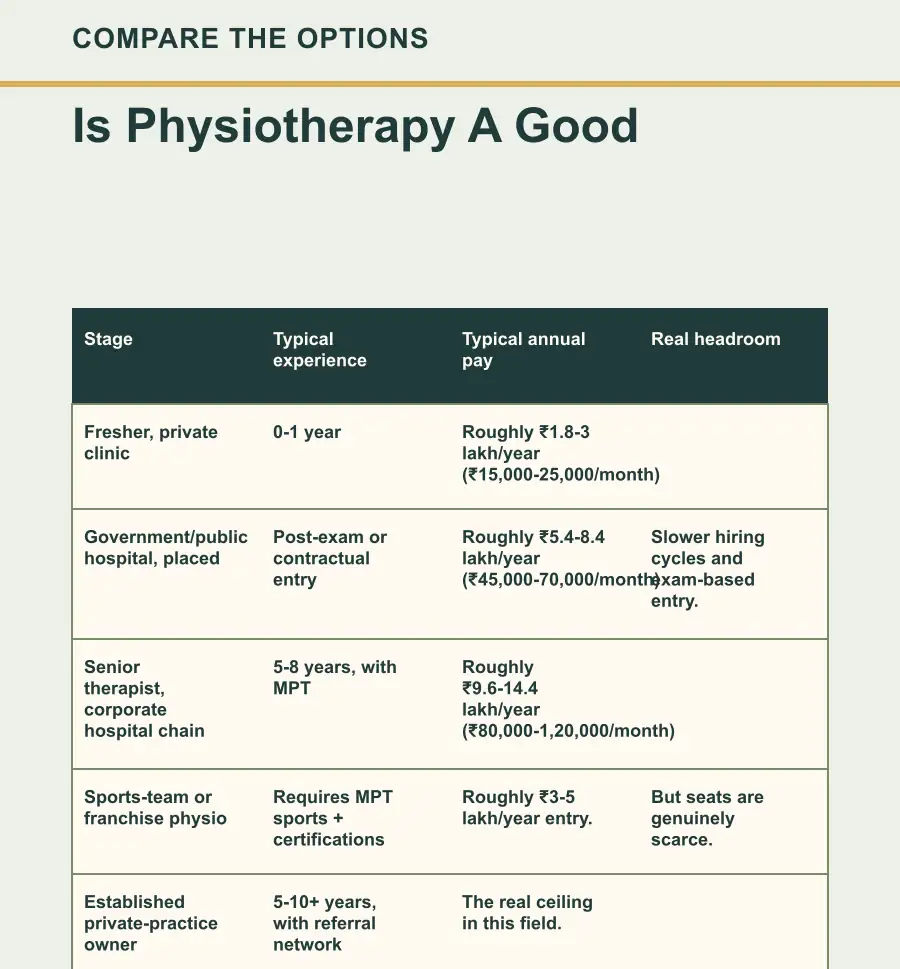 COMPARE THE OPTIONS
Is Physiotherapy A Good
Stage
Typical
experience
Typical annual
pay
Real headroom
Fresher, private
clinic
0-1 year
Roughly ₹1.8-3
lakh/year
(₹15,000-25,000/month)
Government/public
hospital, placed
Post-exam or
contractual
entry
Roughly ₹5.4-8.4
lakh/year
(₹45,000-70,000/month)
Slower hiring
cycles and
exam-based
entry.
Senior
therapist,
corporate
hospital chain
5-8 years, with
MPT
Roughly
₹9.6-14.4
lakh/year
(₹80,000-1,20,000/month)
Sports-team or
franchise physio
Requires MPT
sports +
certifications
Roughly ₹3-5
lakh/year entry.
But seats are
genuinely
scarce.
Established
private-practice
owner
5-10+ years,
with referral
network
The real ceiling
in this field.